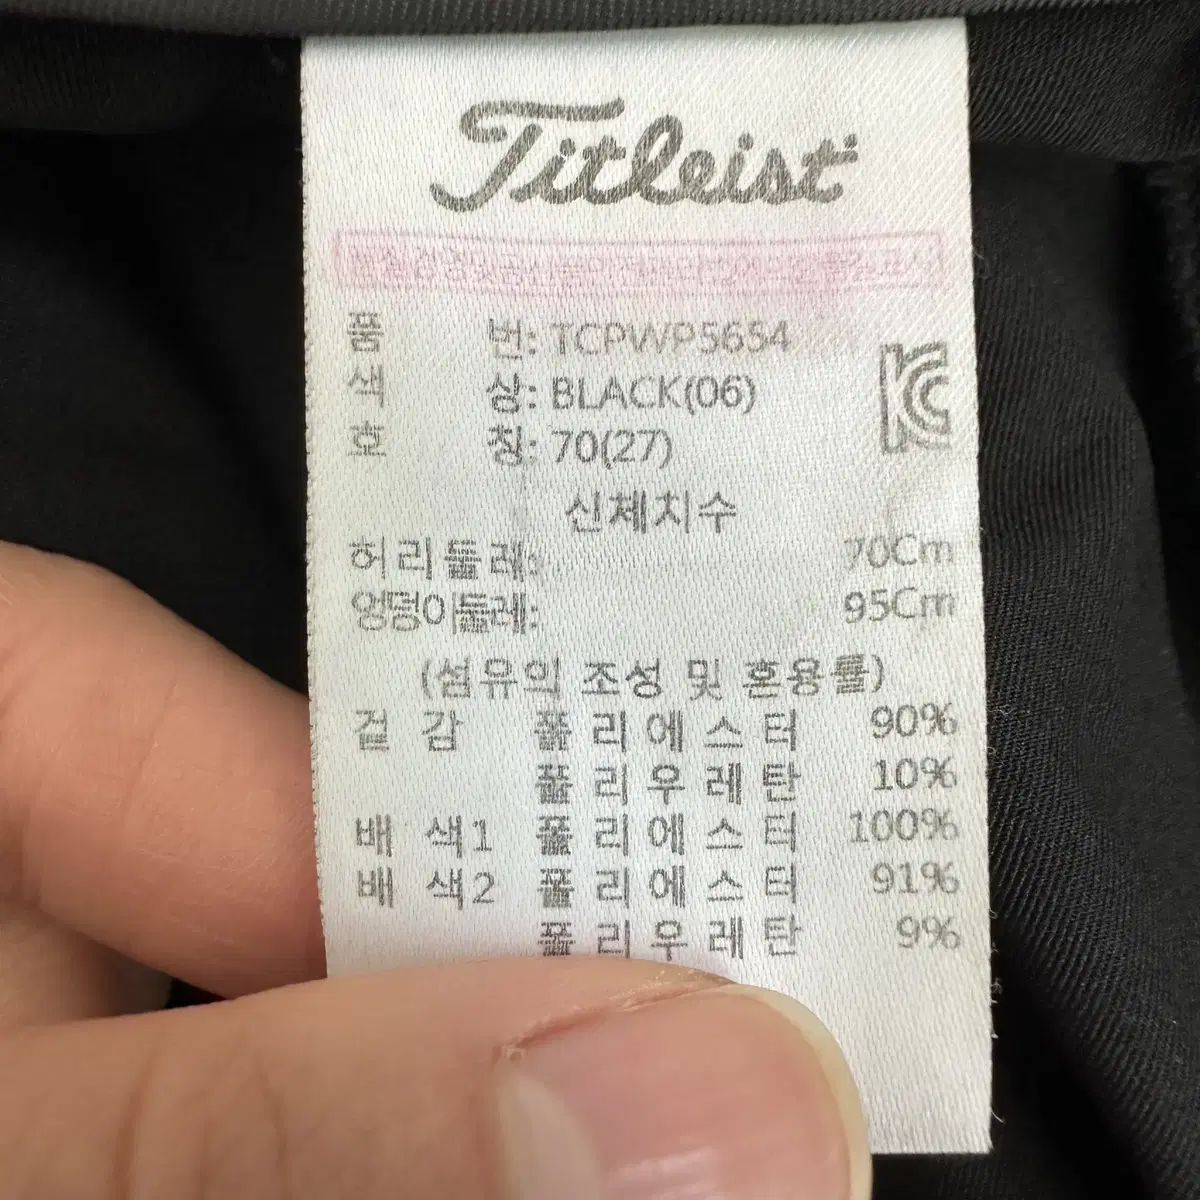 Titleist
품 번: TCPWP5654
색 상: BLACK(06)
호 칭: 70(27)
신체치수
허리둘레: 70Cm
엉덩이둘레: 95Cm
(섬유의 조성 및 혼용률)
겉 감 폴리에스터 90%
폴리우레탄 10%
배 색1 폴리에스터 100%
배 색2 폴리에스터 91%
폴리우레탄 9%